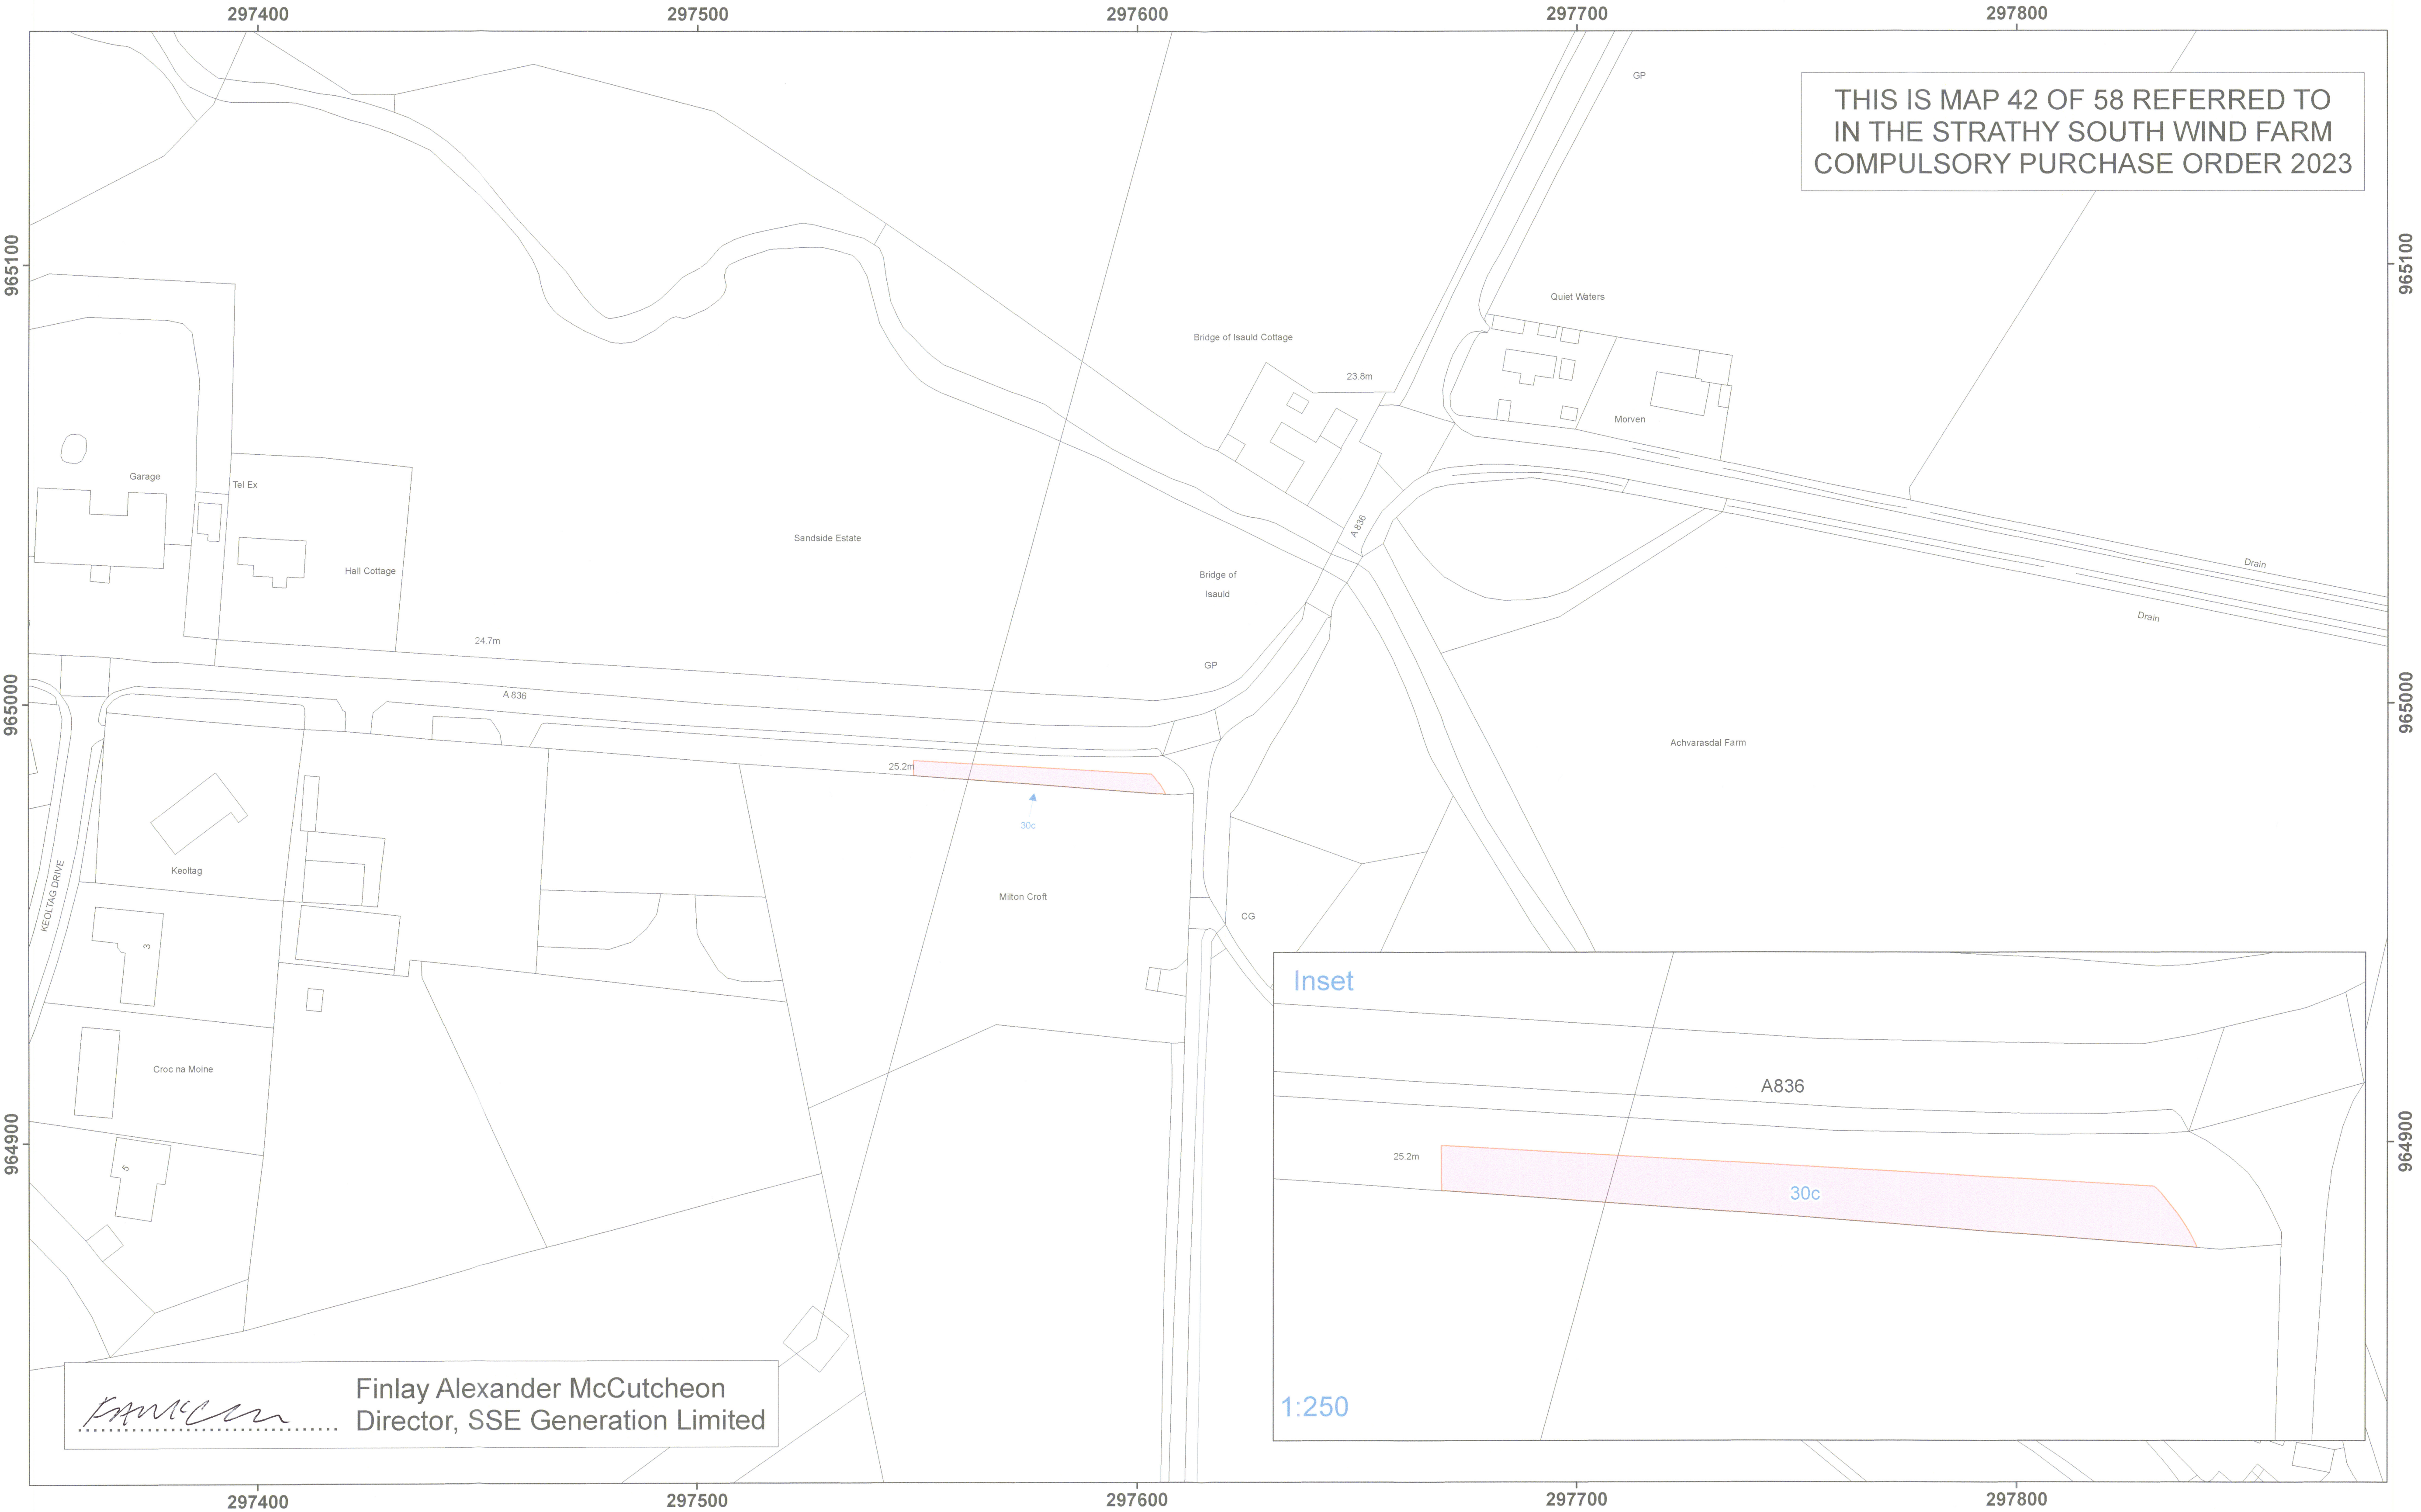 297400
297500
297600
297700
297800
THIS IS MAP 42 OF 58 REFERRED TO
IN THE STRATHY SOUTH WIND FARM
COMPULSORY PURCHASE ORDER 2023
GP
965100
965100
Quiet Waters
Bridge of Isauld Cottage
23.8m
Morven
Garage
Tel Ex
Sandside Estate
A 836
Hall Cottage
Bridge of
Isauld
Drain
Drain
24.7m
GP
A 836
965000
965000
Achvarasdal Farm
25.2m
30c
Keoltag
KEOLTAG DRIVE
Milton Croft
CG
3
Inset
Croc na Moine
A836
964900
964900
25.2m
5
30c
Finlay Alexander McCutcheon
Director, SSE Generation Limited
1:250
297400
297500
297600
297700
297800